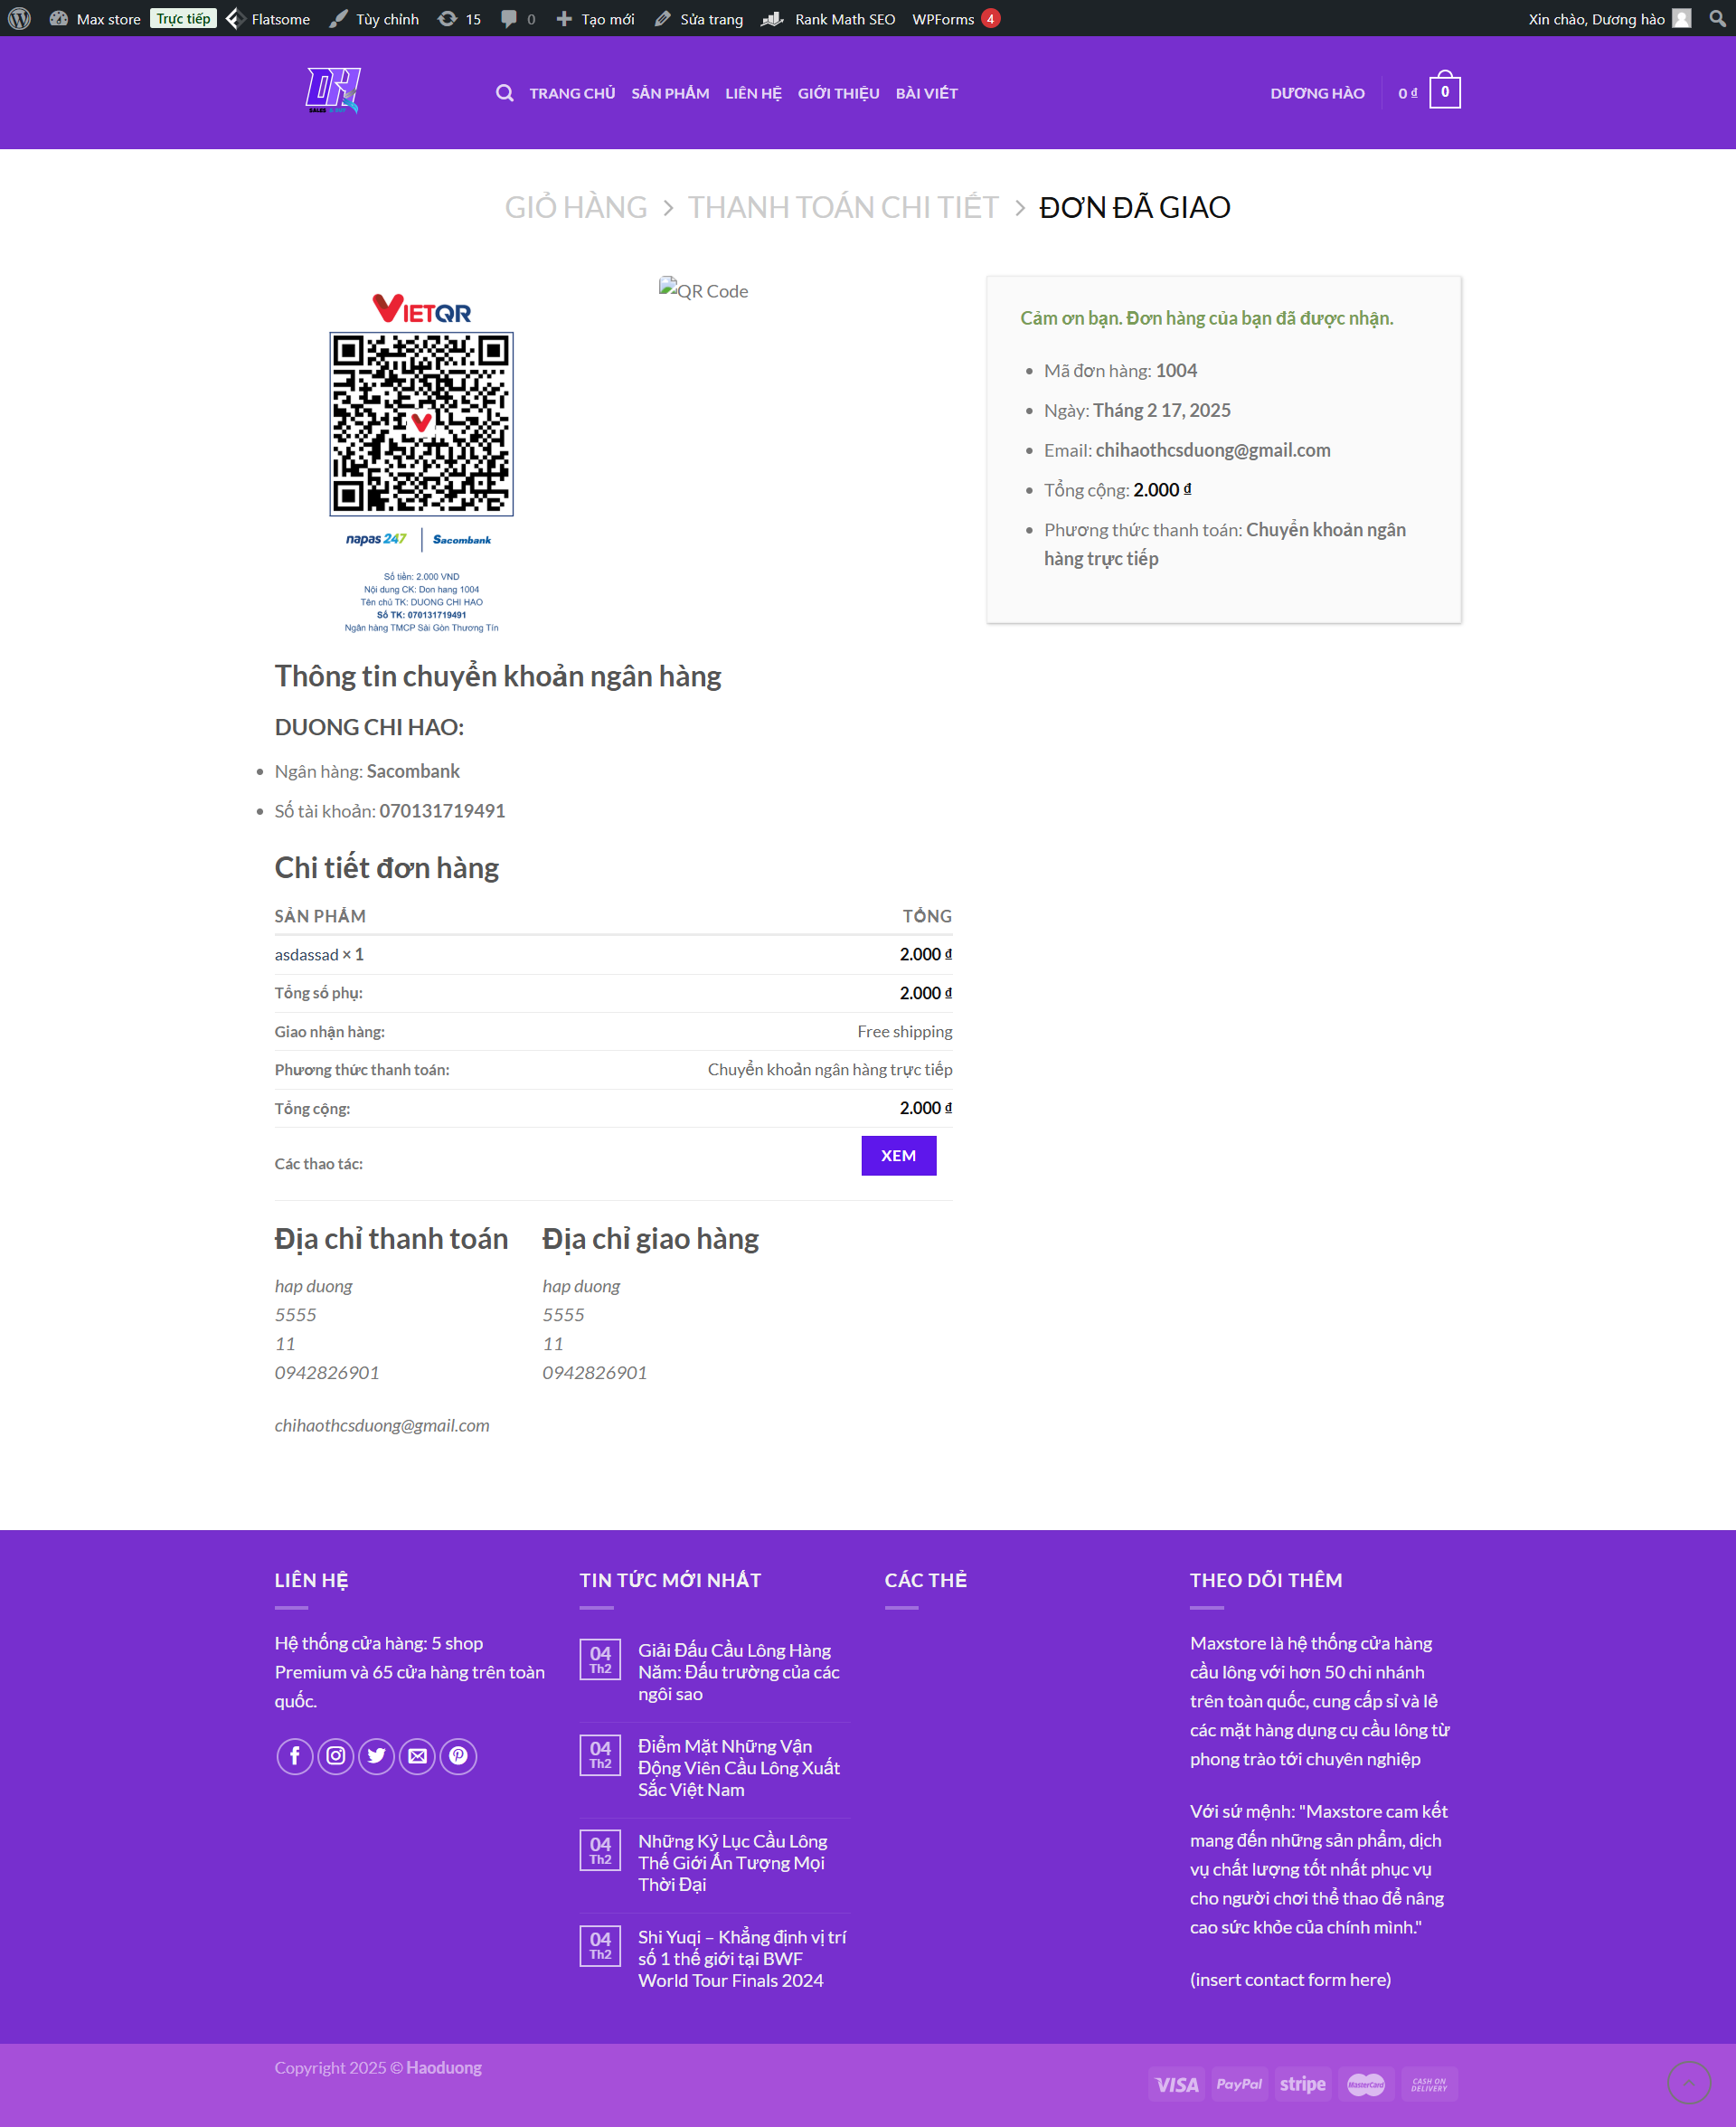 Max store Trực tiếp Flatsome Tùy chỉnh 15 0 Tạo mới Sửa trang Rank Math SEO WPForms 4 Xin chào, Dương hào
DH
TRANG CHỦ SẢN PHẨM LIÊN HỆ GIỚI THIỆU BÀI VIẾT DƯƠNG HÀO 0 ₫ 0
GIỎ HÀNG > THANH TOÁN CHI TIẾT > ĐƠN ĐÃ GIAO
VIETQR
napas 247 | Sacombank
Số tiền: 2.000 VND
Nội dung CK: Don hang 1004
Tên chủ TK: DUONG CHI HAO
Số TK: 070131719491
Ngân hàng TMCP Sài Gòn Thương Tín
QR Code
Cảm ơn bạn. Đơn hàng của bạn đã được nhận.
Mã đơn hàng: 1004
Ngày: Tháng 2 17, 2025
Email: chihaothcsduong@gmail.com
Tổng cộng: 2.000 ₫
Phương thức thanh toán: Chuyển khoản ngân
hàng trực tiếp
Thông tin chuyển khoản ngân hàng
DUONG CHI HAO:
Ngân hàng: Sacombank
Số tài khoản: 070131719491
Chi tiết đơn hàng
SẢN PHẨM TỔNG
asdassad × 1 2.000 ₫
Tổng số phụ: 2.000 ₫
Giao nhận hàng: Free shipping
Phương thức thanh toán: Chuyển khoản ngân hàng trực tiếp
Tổng cộng: 2.000 ₫
Các thao tác: XEM
Địa chỉ thanh toán
hap duong
5555
11
0942826901
chihaothcsduong@gmail.com
Địa chỉ giao hàng
hap duong
5555
11
0942826901
LIÊN HỆ
Hệ thống cửa hàng: 5 shop
Premium và 65 cửa hàng trên toàn
quốc.
TIN TỨC MỚI NHẤT
04
Th2
Giải Đấu Cầu Lông Hàng
Năm: Đấu trường của các
ngôi sao
04
Th2
Điểm Mặt Những Vận
Động Viên Cầu Lông Xuất
Sắc Việt Nam
04
Th2
Những Kỷ Lục Cầu Lông
Thế Giới Ấn Tượng Mọi
Thời Đại
04
Th2
Shi Yuqi – Khẳng định vị trí
số 1 thế giới tại BWF
World Tour Finals 2024
CÁC THẺ
THEO DÕI THÊM
Maxstore là hệ thống cửa hàng
cầu lông với hơn 50 chi nhánh
trên toàn quốc, cung cấp sỉ và lẻ
các mặt hàng dụng cụ cầu lông từ
phong trào tới chuyên nghiệp
Với sứ mệnh: "Maxstore cam kết
mang đến những sản phẩm, dịch
vụ chất lượng tốt nhất phục vụ
cho người chơi thể thao để nâng
cao sức khỏe của chính mình."
(insert contact form here)
Copyright 2025 © Haoduong
VISA PayPal stripe MasterCard CASH ON
DELIVERY